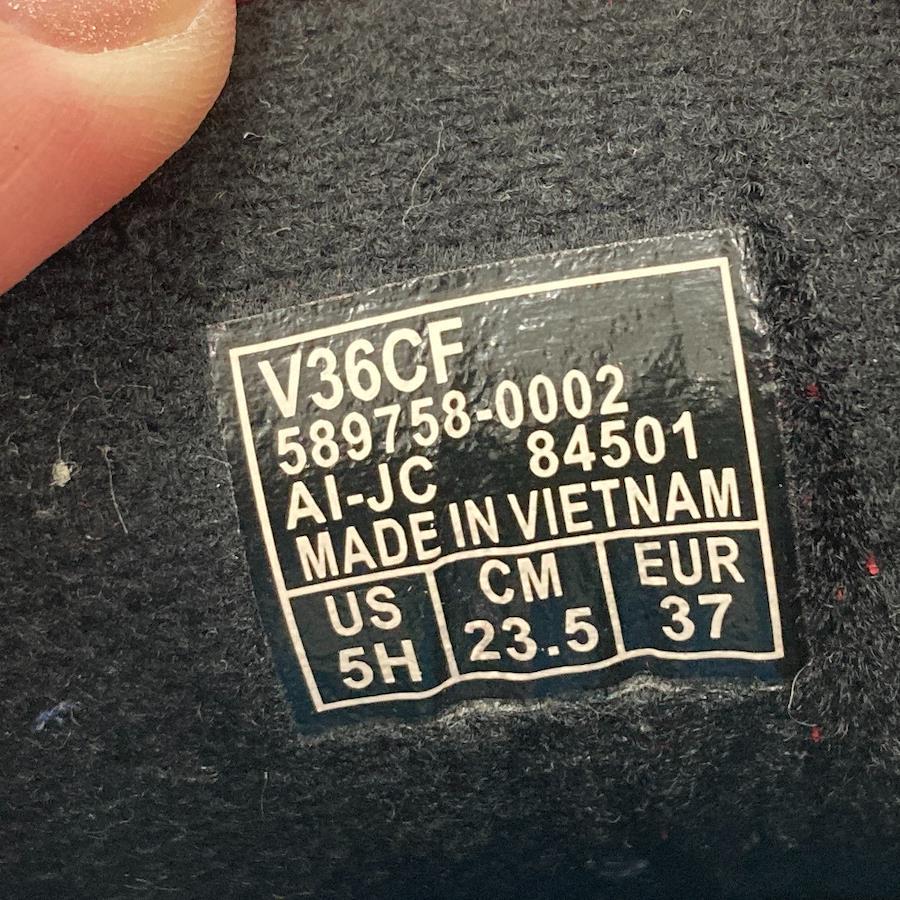 V36CF
589758-0002
AI-JC 84501
MADE IN VIETNAM
US CM EUR
5H 23.5 37